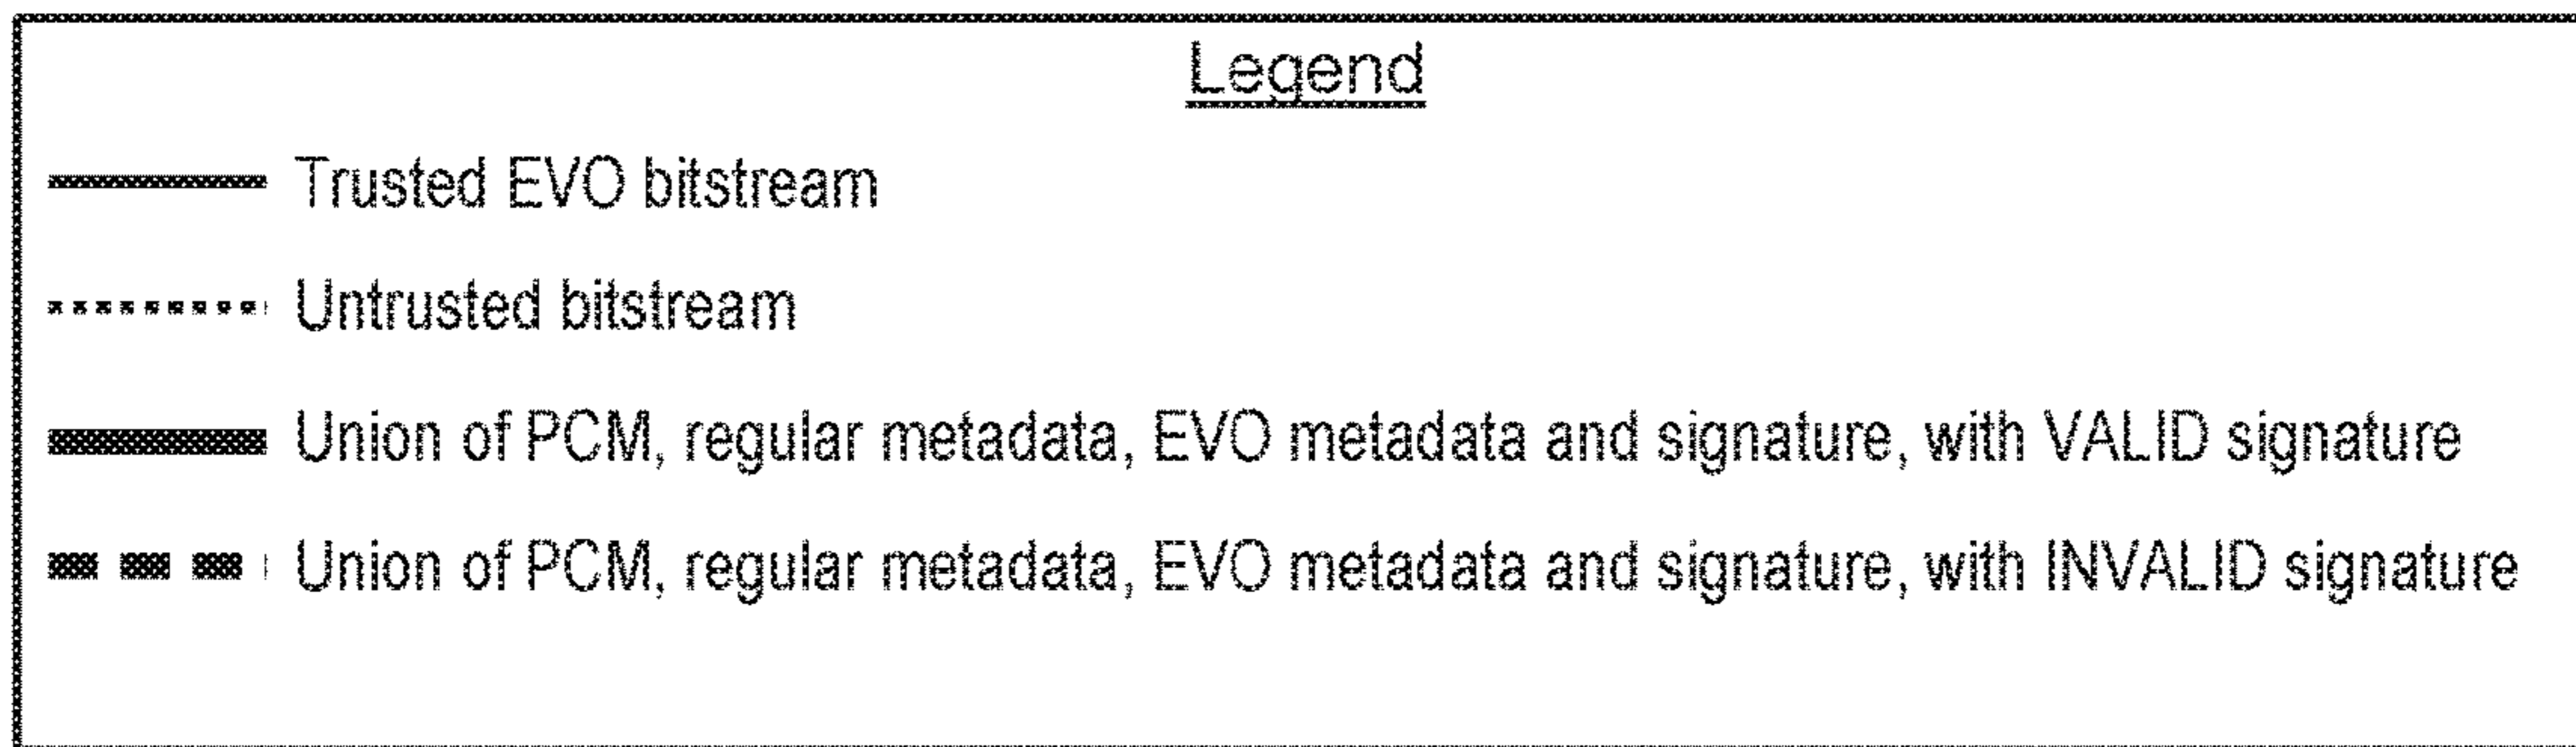 Legend
Trusted EVO bitstream
Untrusted bitstream
Union of PCM, regular metadata, EVO metadata and signature, with VALID signature
Union of PCM, regular metadata, EVO metadata and signature, with INVALID signature